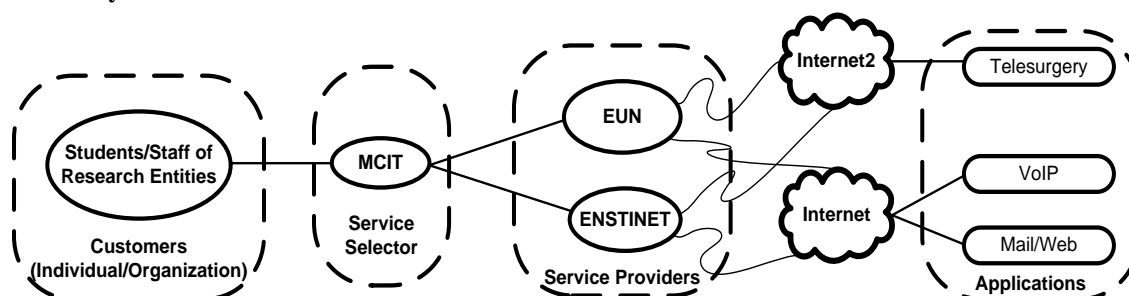 Students/Staff of
Research Entities
Customers
(Individual/Organization)
MCIT
Service
Selector
EUN
ENSTINET
Service Providers
Internet2
Internet
Telesurgery
VoIP
Mail/Web
Applications